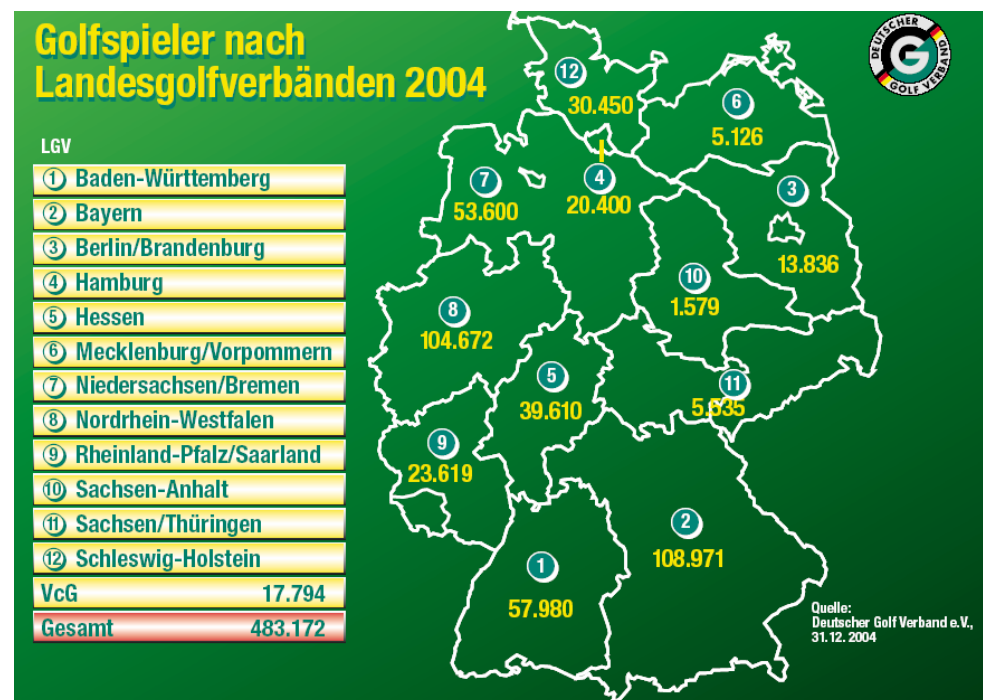 Golfspieler nach
Landesgolfverbänden 2004
DEUTSCHER
G
GOLF VERBAND
LGV
1 Baden-Württemberg
2 Bayern
3 Berlin/Brandenburg
4 Hamburg
5 Hessen
6 Mecklenburg/Vorpommern
7 Niedersachsen/Bremen
8 Nordrhein-Westfalen
9 Rheinland-Pfalz/Saarland
10 Sachsen-Anhalt
11 Sachsen/Thüringen
12 Schleswig-Holstein
VcG 17.794
Gesamt 483.172
12
30.450
6
5.126
7
53.600
4
20.400
3
13.836
10
1.579
8
104.672
5
39.610
11
5.535
9
23.619
2
108.971
1
57.980
Quelle:
Deutscher Golf Verband e.V.,
31.12. 2004